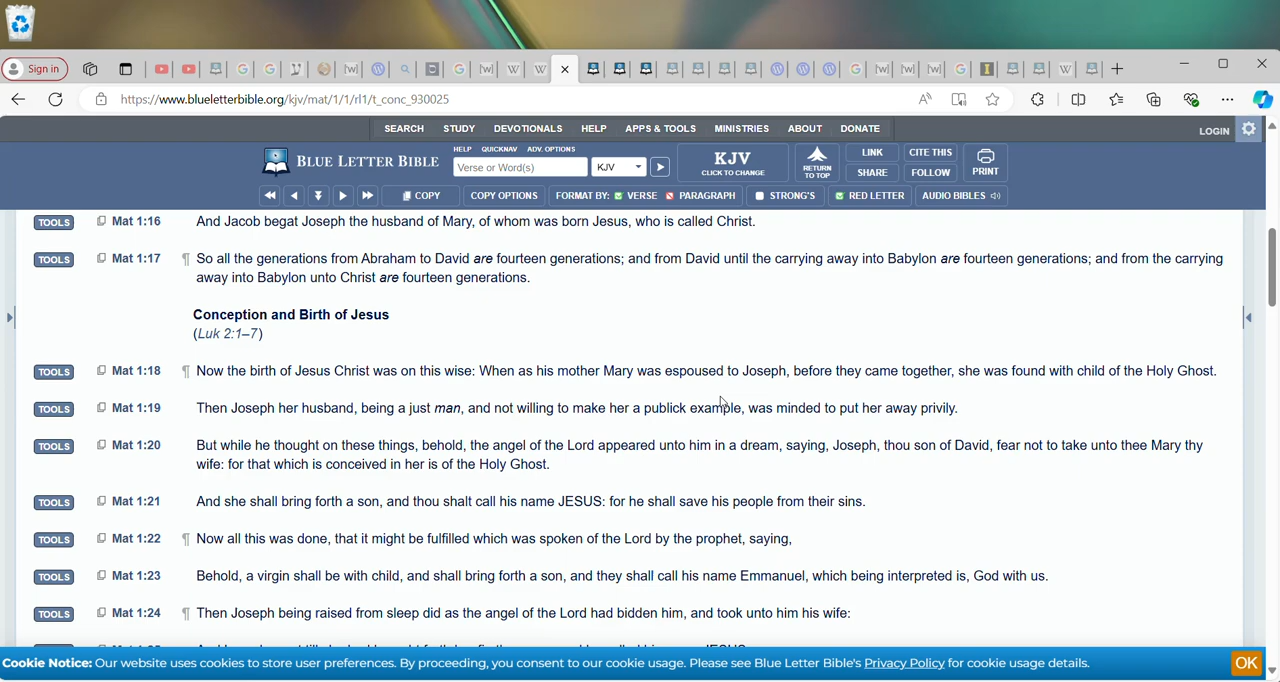 Sign in
https://www.blueletterbible.org/kjv/mat/1/1/rl1/t_conc_930025
SEARCH STUDY DEVOTIONALS HELP APPS & TOOLS MINISTRIES ABOUT DONATE
LOGIN
BLUE LETTER BIBLE
HELP QUICKNAV ADV. OPTIONS
Verse or Word(s) KJV
KJV
CLICK TO CHANGE
RETURN
TO TOP
LINK CITE THIS
SHARE FOLLOW
PRINT
COPY COPY OPTIONS FORMAT BY: VERSE PARAGRAPH STRONG'S RED LETTER AUDIO BIBLES
TOOLS Mat 1:16 And Jacob begat Joseph the husband of Mary, of whom was born Jesus, who is called Christ.
TOOLS Mat 1:17 ¶ So all the generations from Abraham to David are fourteen generations; and from David until the carrying away into Babylon are fourteen generations; and from the carrying
away into Babylon unto Christ are fourteen generations.
Conception and Birth of Jesus
(Luk 2:1–7)
TOOLS Mat 1:18 ¶ Now the birth of Jesus Christ was on this wise: When as his mother Mary was espoused to Joseph, before they came together, she was found with child of the Holy Ghost.
TOOLS Mat 1:19 Then Joseph her husband, being a just man, and not willing to make her a publick example, was minded to put her away privily.
TOOLS Mat 1:20 But while he thought on these things, behold, the angel of the Lord appeared unto him in a dream, saying, Joseph, thou son of David, fear not to take unto thee Mary thy
wife: for that which is conceived in her is of the Holy Ghost.
TOOLS Mat 1:21 And she shall bring forth a son, and thou shalt call his name JESUS: for he shall save his people from their sins.
TOOLS Mat 1:22 ¶ Now all this was done, that it might be fulfilled which was spoken of the Lord by the prophet, saying,
TOOLS Mat 1:23 Behold, a virgin shall be with child, and shall bring forth a son, and they shall call his name Emmanuel, which being interpreted is, God with us.
TOOLS Mat 1:24 ¶ Then Joseph being raised from sleep did as the angel of the Lord had bidden him, and took unto him his wife:
Cookie Notice: Our website uses cookies to store user preferences. By proceeding, you consent to our cookie usage. Please see Blue Letter Bible's Privacy Policy for cookie usage details.
OK